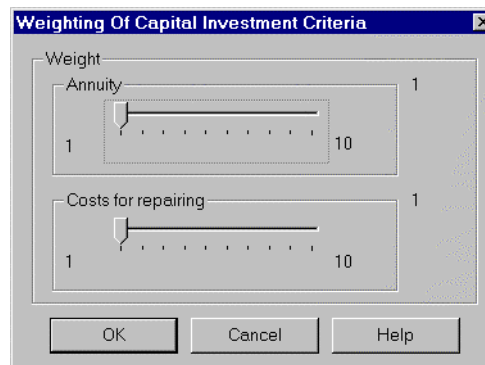 Weighting Of Capital Investment Criteria
Weight
Annuity
1
1
10
Costs for repairing
1
1
10
OK Cancel Help